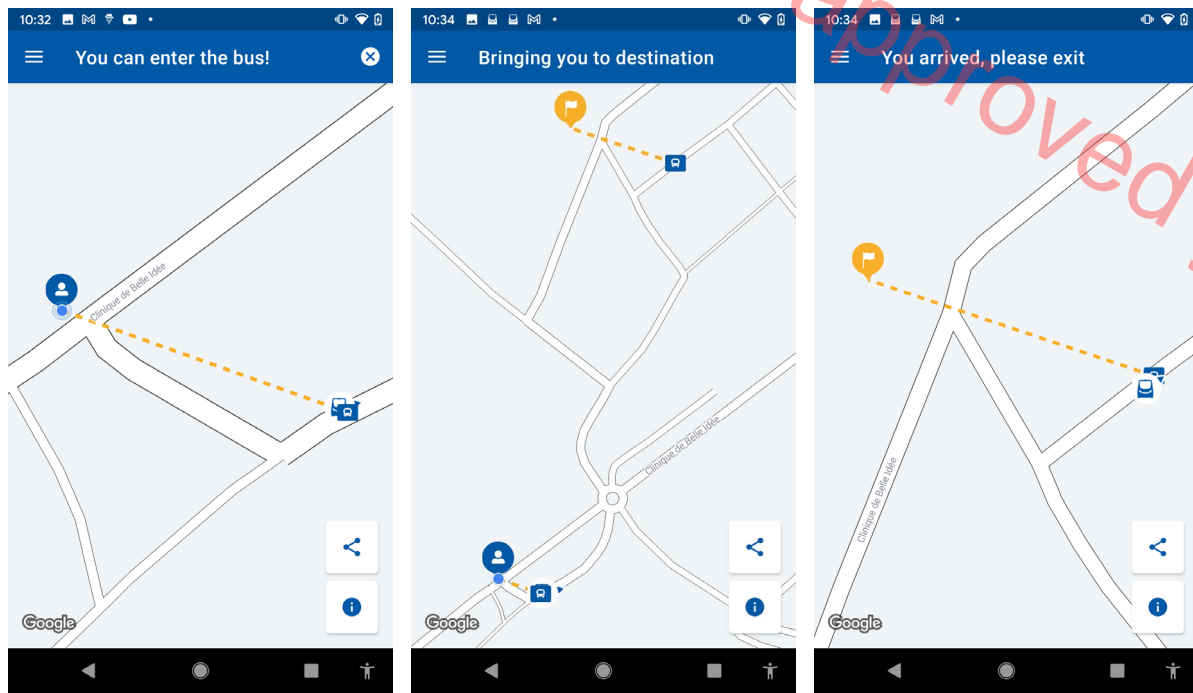 10:32
You can enter the bus!
Clinique de Belle Idée
Google
10:34
Bringing you to destination
Clinique de Belle Idée
Google
10:34
You arrived, please exit
Clinique de Belle Idée
Google
approved